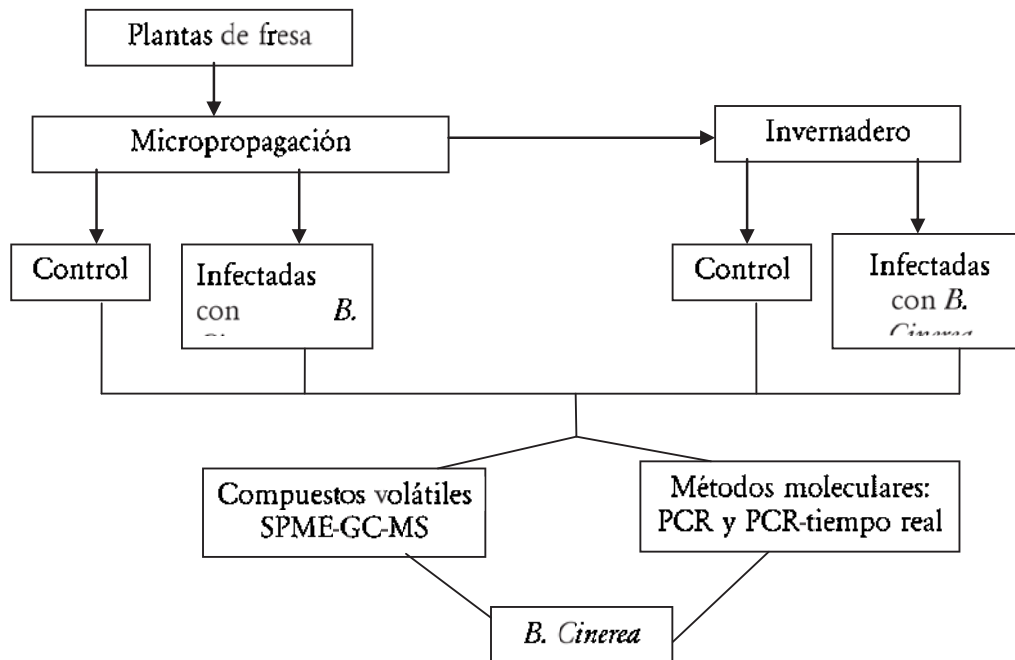 Plantas de fresa
Micropropagación
Invernadero
Control
Infectadas
con B.
Control
Infectadas
con B.
Cinerea
Compuestos volátiles
SPME-GC-MS
Métodos moleculares:
PCR y PCR-tiempo real
B. Cinerea